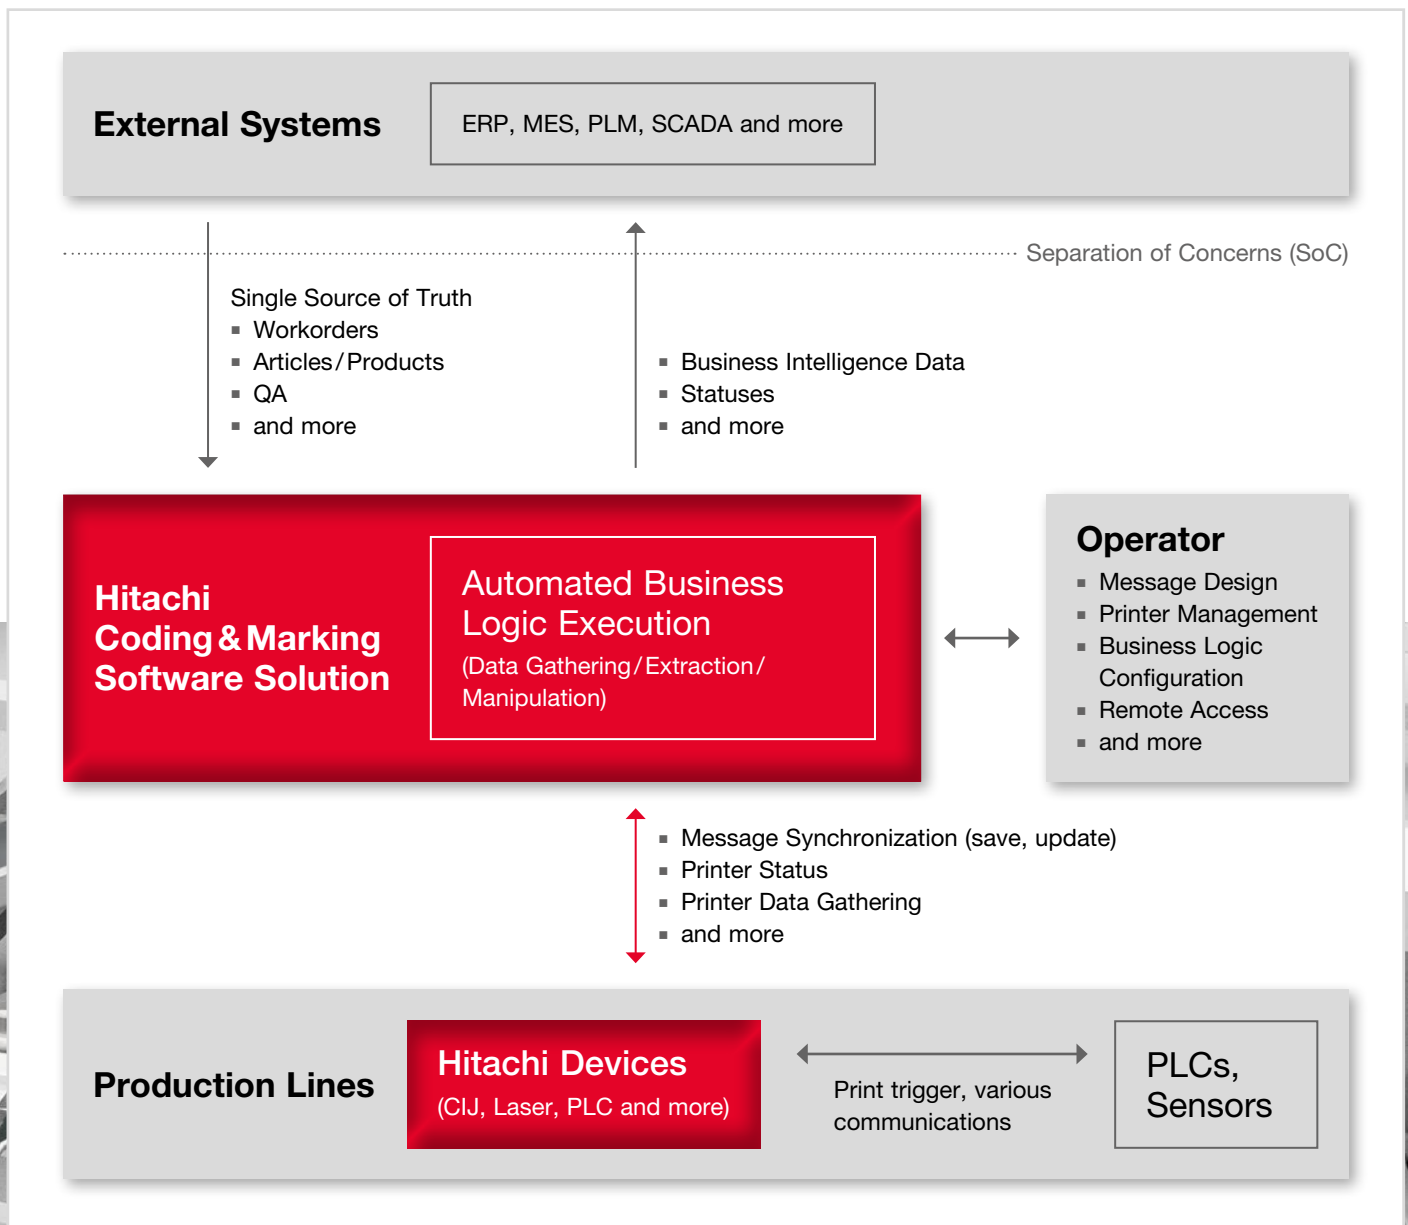 External Systems
ERP, MES, PLM, SCADA and more
Separation of Concerns (SoC)
Single Source of Truth
▪ Workorders
▪ Articles/Products
▪ QA
▪ and more
▪ Business Intelligence Data
▪ Statuses
▪ and more
Hitachi
Coding & Marking
Software Solution
Automated Business
Logic Execution
(Data Gathering/Extraction/
Manipulation)
Operator
▪ Message Design
▪ Printer Management
▪ Business Logic
Configuration
▪ Remote Access
▪ and more
▪ Message Synchronization (save, update)
▪ Printer Status
▪ Printer Data Gathering
▪ and more
Production Lines
Hitachi Devices
(CIJ, Laser, PLC and more)
Print trigger, various
communications
PLCs,
Sensors